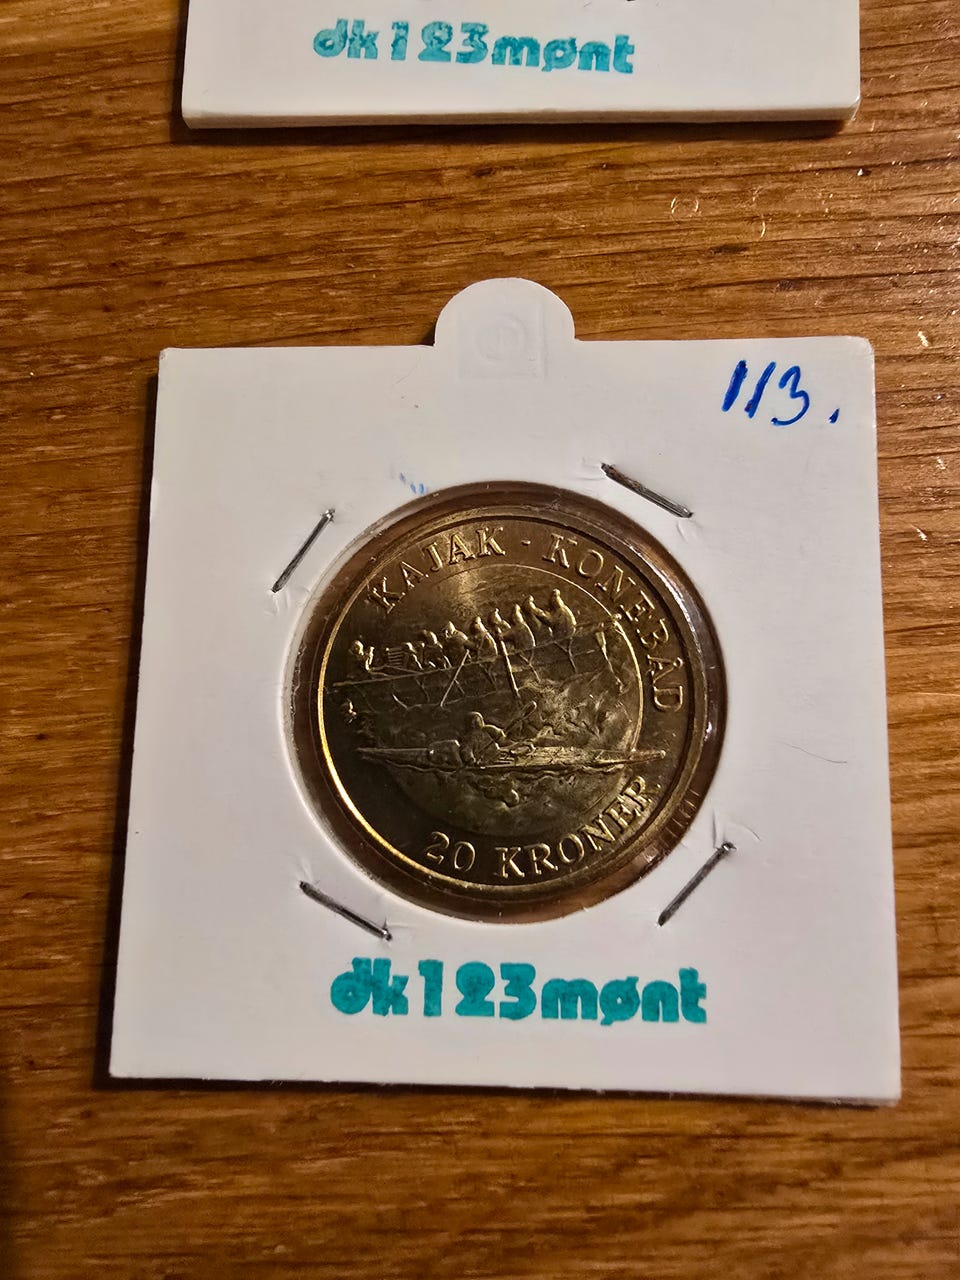 dk123mønt
113.
KAJAK · KONEBÅD
20 KRONER
dk123mønt